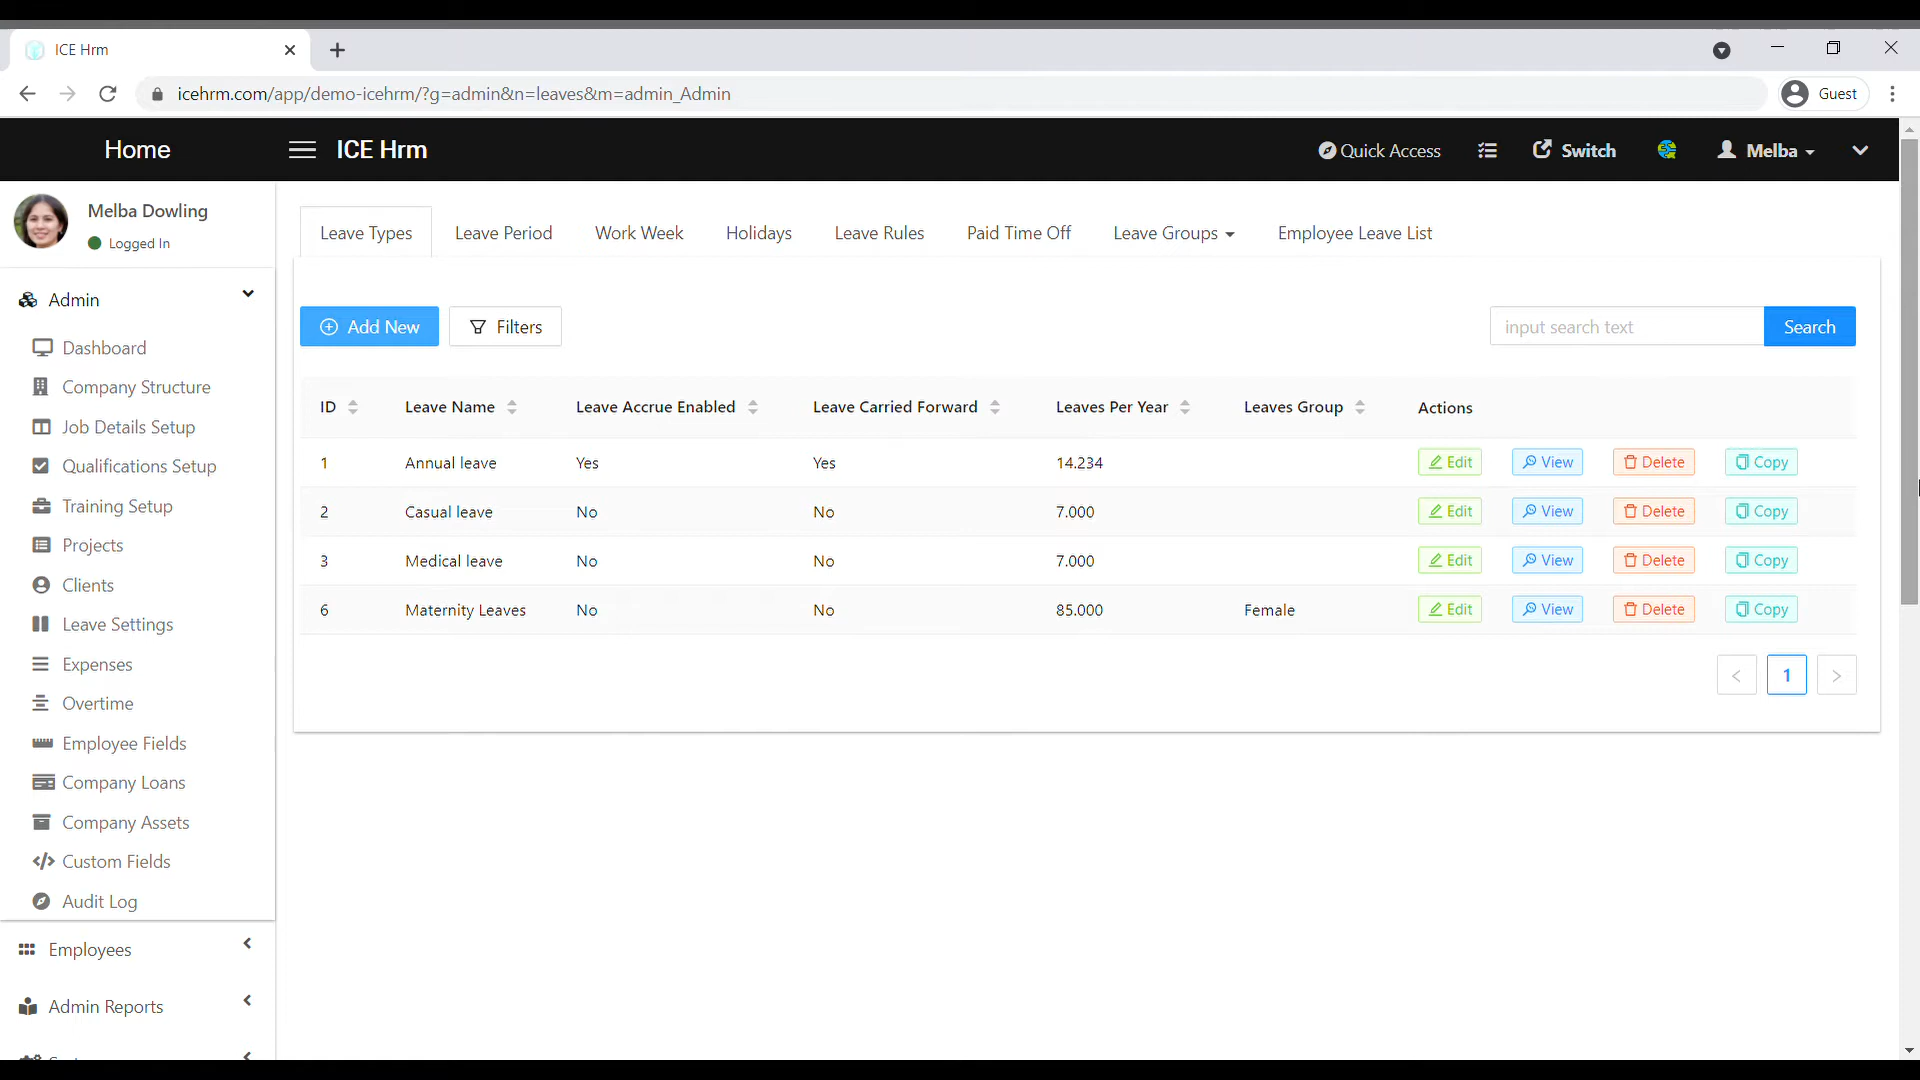 ICE Hrm
icehrm.com/app/demo-icehrm/?g=admin&n=leaves&m=admin_Admin
Guest
Home
ICE Hrm
Quick Access
Switch
Melba
Melba Dowling
Logged In
Admin
Dashboard
Company Structure
Job Details Setup
Qualifications Setup
Training Setup
Projects
Clients
Leave Settings
Expenses
Overtime
Employee Fields
Company Loans
Company Assets
Custom Fields
Audit Log
Employees
Admin Reports
Leave Types Leave Period Work Week Holidays Leave Rules Paid Time Off Leave Groups Employee Leave List
Add New Filters input search text Search
ID Leave Name Leave Accrue Enabled Leave Carried Forward Leaves Per Year Leaves Group Actions
1 Annual leave Yes Yes 14.234 Edit View Delete Copy
2 Casual leave No No 7.000 Edit View Delete Copy
3 Medical leave No No 7.000 Edit View Delete Copy
6 Maternity Leaves No No 85.000 Female Edit View Delete Copy
< 1 >